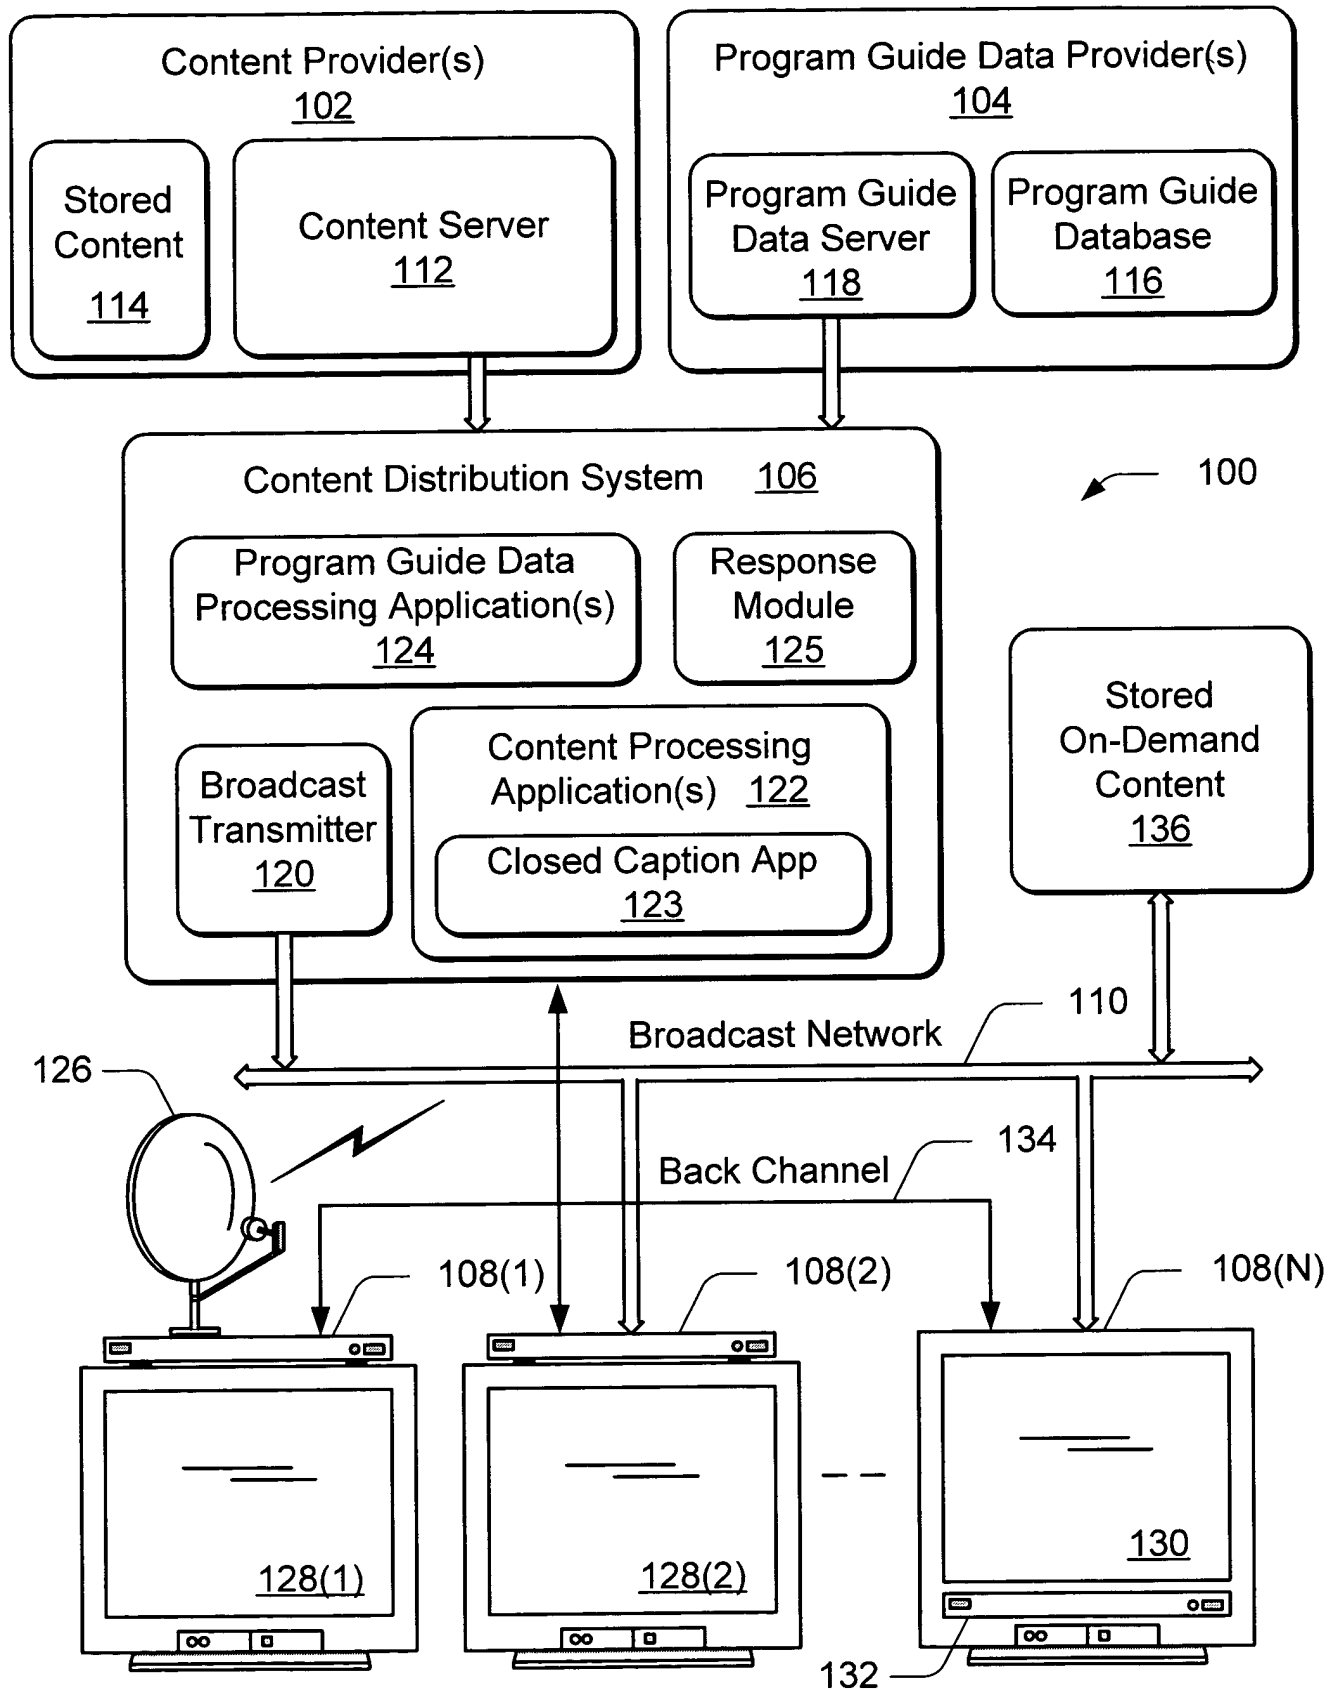 Content Provider(s)
102
Stored
Content
114
Content Server
112
Program Guide Data Provider(s)
104
Program Guide
Data Server
118
Program Guide
Database
116
Content Distribution System 106
100
Program Guide Data
Processing Application(s)
124
Response
Module
125
Stored
On-Demand
Content
136
Broadcast
Transmitter
120
Content Processing
Application(s) 122
Closed Caption App
123
110
Broadcast Network
126
134
Back Channel
108(1)
108(2)
108(N)
128(1)
128(2)
130
132